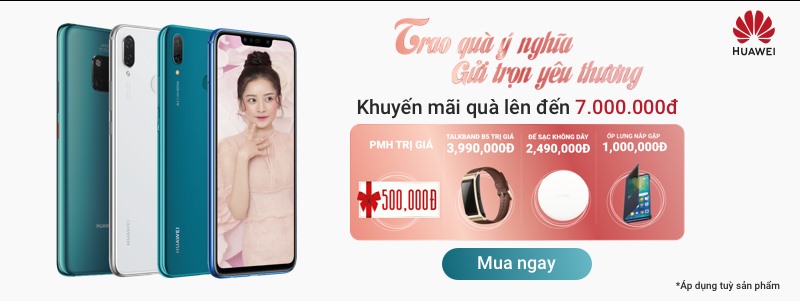 Trao quà ý nghĩa
Gửi trọn yêu thương
HUAWEI
Khuyến mãi quà lên đến 7.000.000đ
PMH TRỊ GIÁ
500,000Đ
TALKBAND B5 TRỊ GIÁ
3,990,000Đ
ĐẾ SẠC KHÔNG DÂY
2,490,000Đ
ỐP LƯNG NẮP GẬP
1,000,000Đ
Mua ngay
*Áp dụng tuỳ sản phẩm
HUAWEI
HUAWEI
HUAWEI